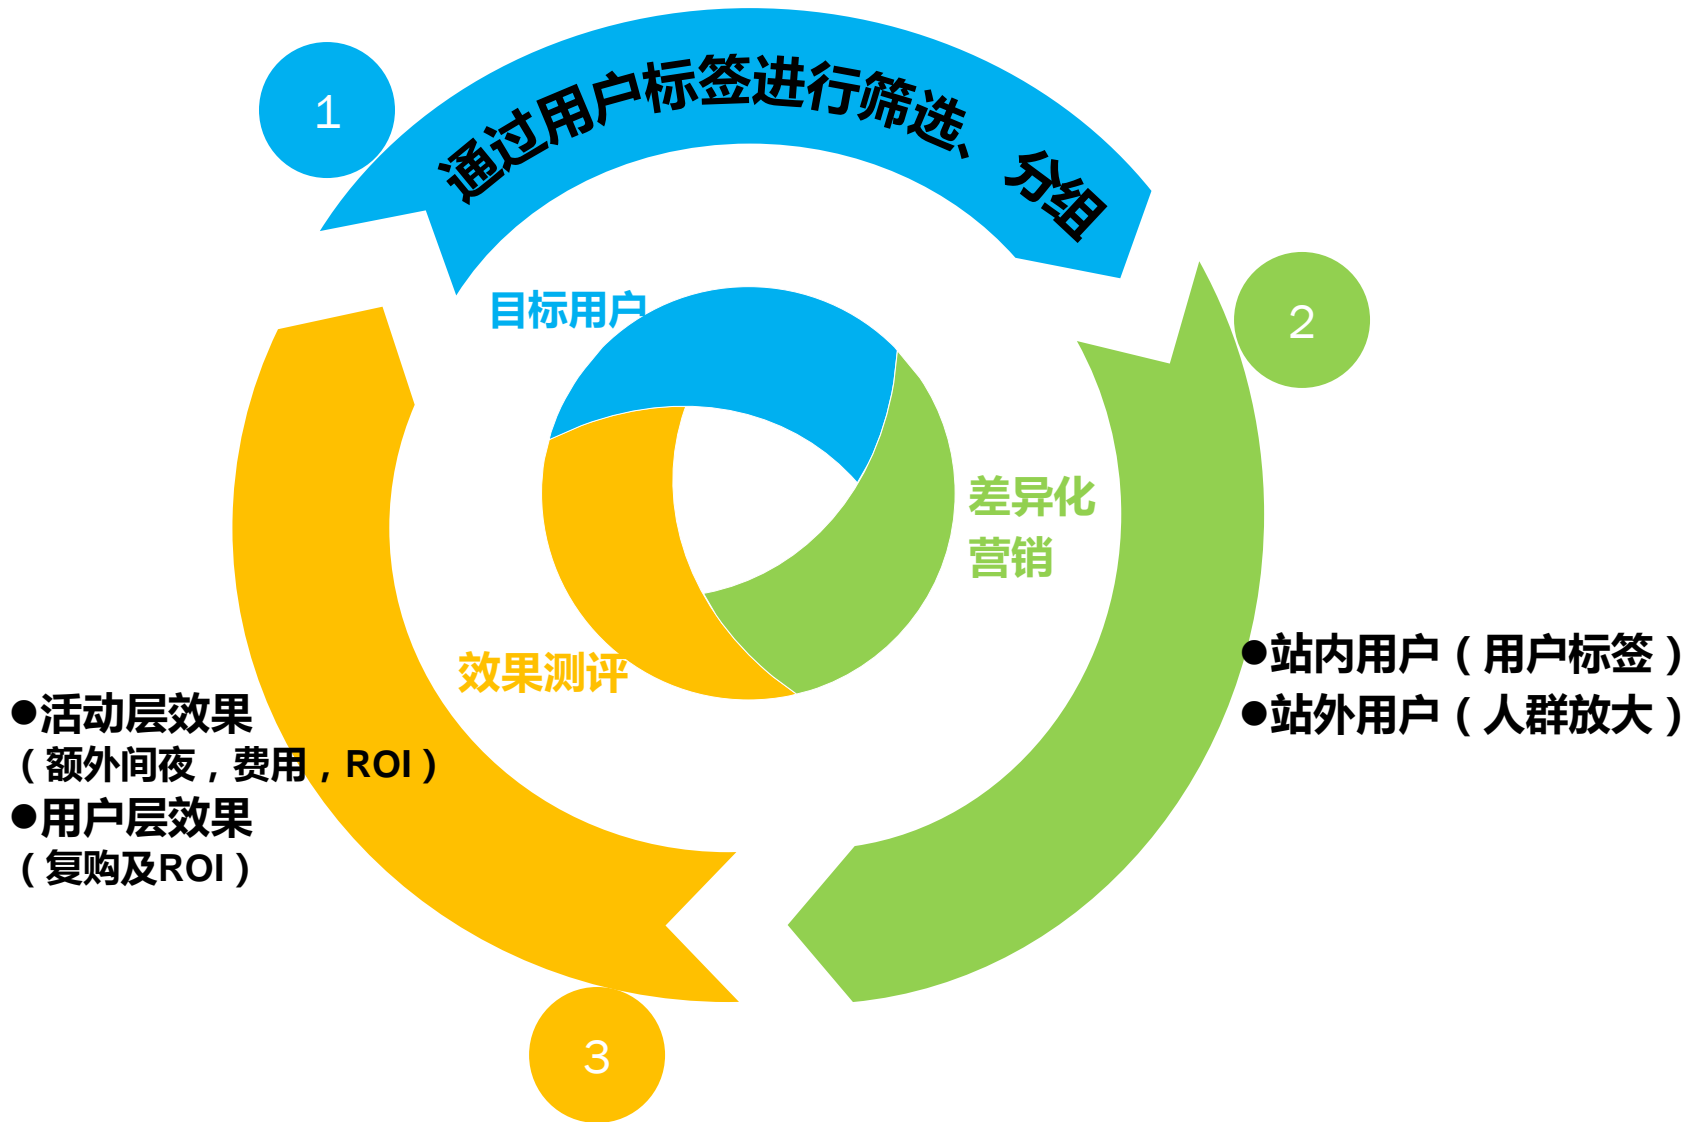 1
通过用户标签进行筛选、分组
目标用户
2
差异化
营销
●站内用户（用户标签）
●站外用户（人群放大）
效果测评
●活动层效果
（额外间夜，费用，ROI）
●用户层效果
（复购及ROI）
3